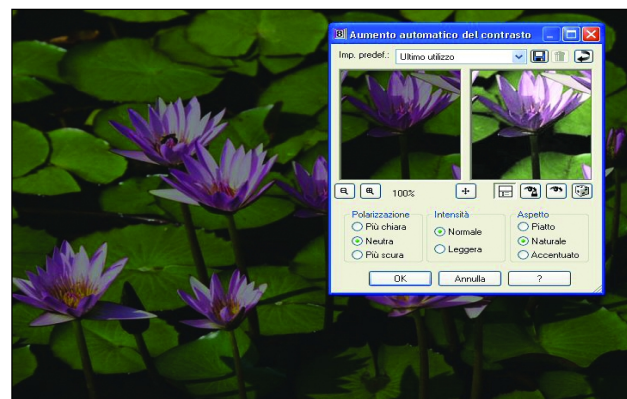 Aumento automatico del contrasto
Imp. predef.: Ultimo utilizzo
100%
Polarizzazione Intensità Aspetto
Più chiara Normale Piatto
Neutra Leggera Naturale
Più scura Accentuato
OK Annulla ?